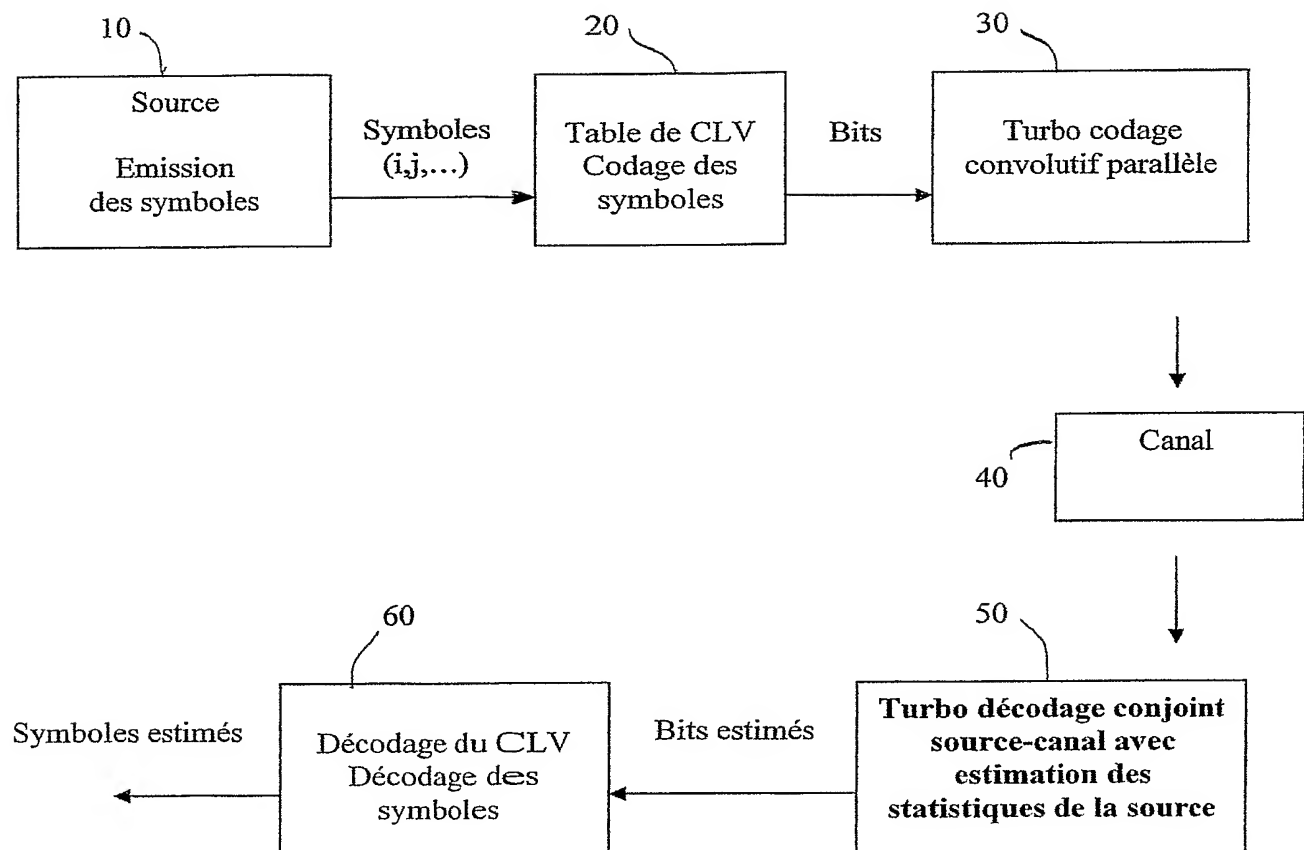 10
20
30
Source
Emission
des symboles
Symboles
(i,j,...)
Table de CLV
Codage des
symboles
Bits
Turbo codage
convolutif parallèle
Canal
40
50
60
Turbo décodage conjoint
source-canal avec
estimation des
statistiques de la source
Bits estimés
Décodage du CLV
Décodage des
symboles
Symboles estimés